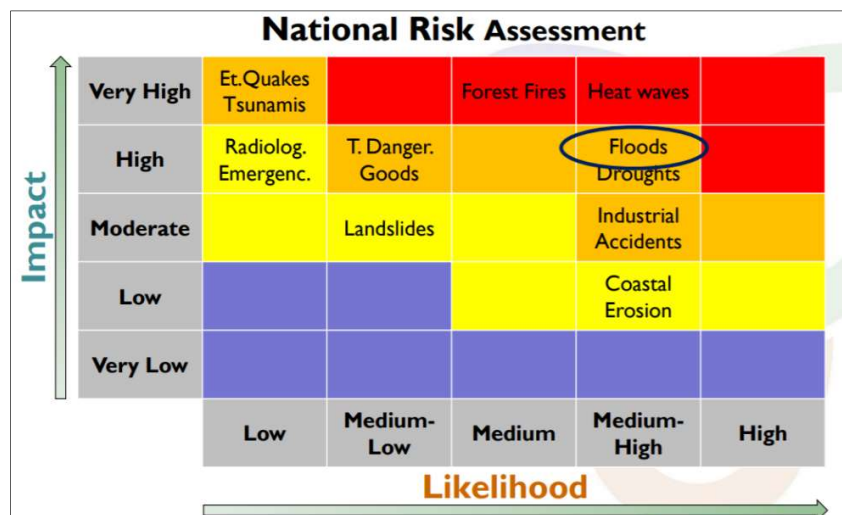 National Risk Assessment
Impact
Very High
Et.Quakes
Tsunamis
Forest Fires
Heat waves
High
Radiolog.
Emergenc.
T. Danger.
Goods
Floods
Droughts
Moderate
Landslides
Industrial
Accidents
Low
Coastal
Erosion
Very Low
Low
Medium-
Low
Medium
Medium-
High
High
Likelihood